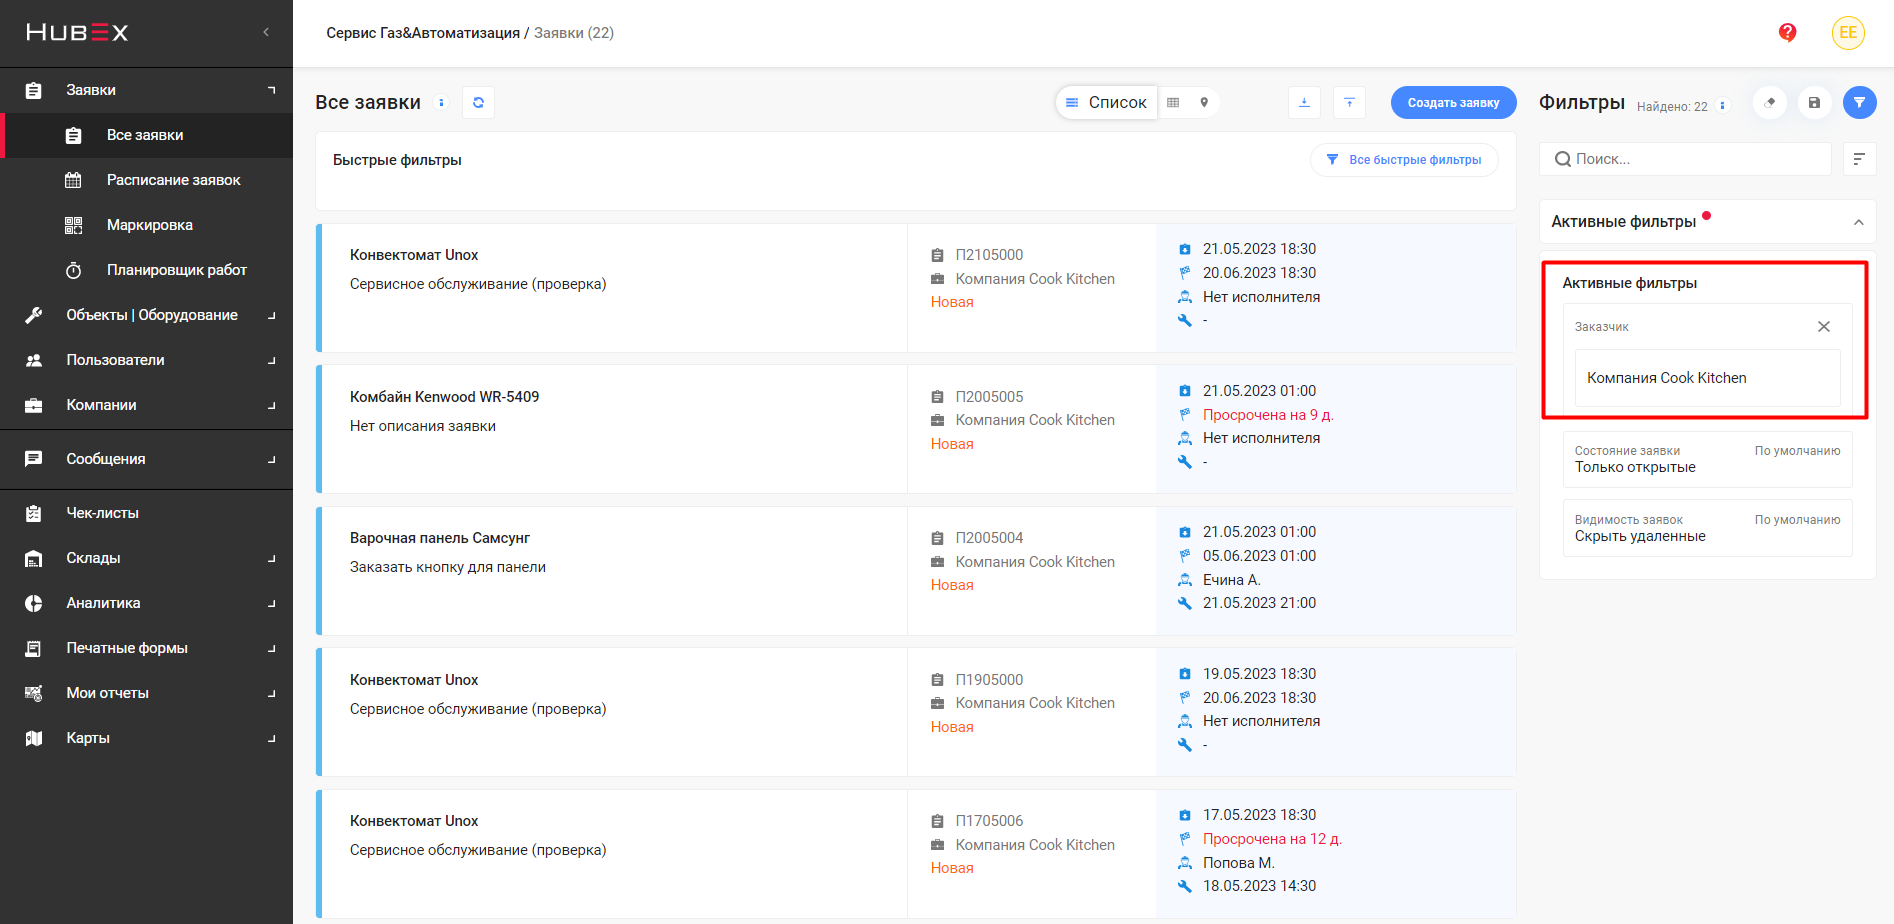 HUBEX
Заявки
Все заявки
Расписание заявок
Маркировка
Планировщик работ
Объекты | Оборудование
Пользователи
Компании
Сообщения
Чек-листы
Склады
Аналитика
Печатные формы
Мои отчеты
Карты
Сервис Газ&Автоматизация / Заявки (22)
?
EE
Все заявки
Список
Создать заявку
Быстрые фильтры
Все быстрые фильтры
Конвектомат Unox
Сервисное обслуживание (проверка)
П2105000
Компания Cook Kitchen
Новая
21.05.2023 18:30
20.06.2023 18:30
Нет исполнителя
-
Комбайн Kenwood WR-5409
Нет описания заявки
П2005005
Компания Cook Kitchen
Новая
21.05.2023 01:00
Просрочена на 9 д.
Нет исполнителя
-
Варочная панель Самсунг
Заказать кнопку для панели
П2005004
Компания Cook Kitchen
Новая
21.05.2023 01:00
05.06.2023 01:00
Ечина А.
21.05.2023 21:00
Конвектомат Unox
Сервисное обслуживание (проверка)
П1905000
Компания Cook Kitchen
Новая
19.05.2023 18:30
20.06.2023 18:30
Нет исполнителя
-
Конвектомат Unox
Сервисное обслуживание (проверка)
П1705006
Компания Cook Kitchen
Новая
17.05.2023 18:30
Просрочена на 12 д.
Попова М.
18.05.2023 14:30
Фильтры Найдено: 22
Поиск...
Активные фильтры
Активные фильтры
Заказчик
Компания Cook Kitchen
Состояние заявки По умолчанию
Только открытые
Видимость заявок По умолчанию
Скрыть удаленные